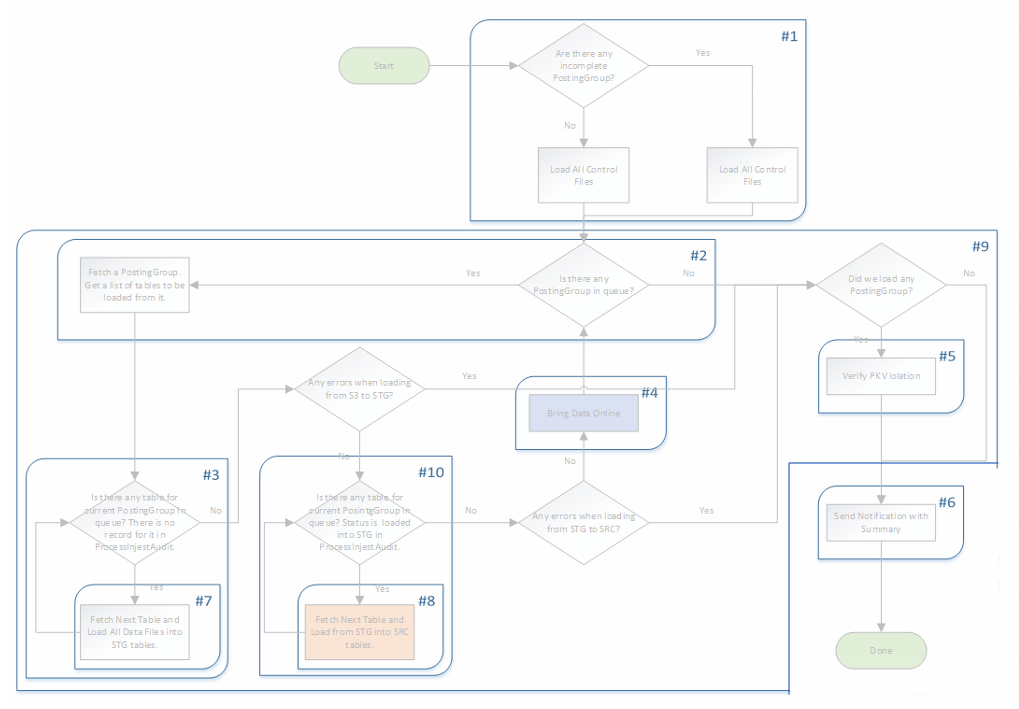 #1
Are there any
incomplete
PostingGroup?
Yes
Start
No
Load All Control
Files
Load All Control
Files
#9
#2
Fetch a PostingGroup.
Get a list of tables to be
loaded from it.
Yes
Is there any
PostingGroup in queue?
No
Did we load any
PostingGroup?
No
Yes
#5
Verify PK Violation
Any errors when loading
from S3 to STG?
Yes
#4
Bring Data Online
No
No
#3
Is there any table for
current PostingGroup in
queue? There is no
record for it in
ProcessInjestAudit.
No
#10
Is there any table for
current PosintgGroup in
queue? Status is loaded
into STG in
ProcessInjestAudit.
No
Any errors when loading
from STG to SRC?
Yes
#6
Send Notification with
Summary
Yes
#7
Fetch Next Table and
Load All Data Files into
STG tables.
Yes
#8
Fetch Next Table and
Load from STG into SRC
tables.
Done